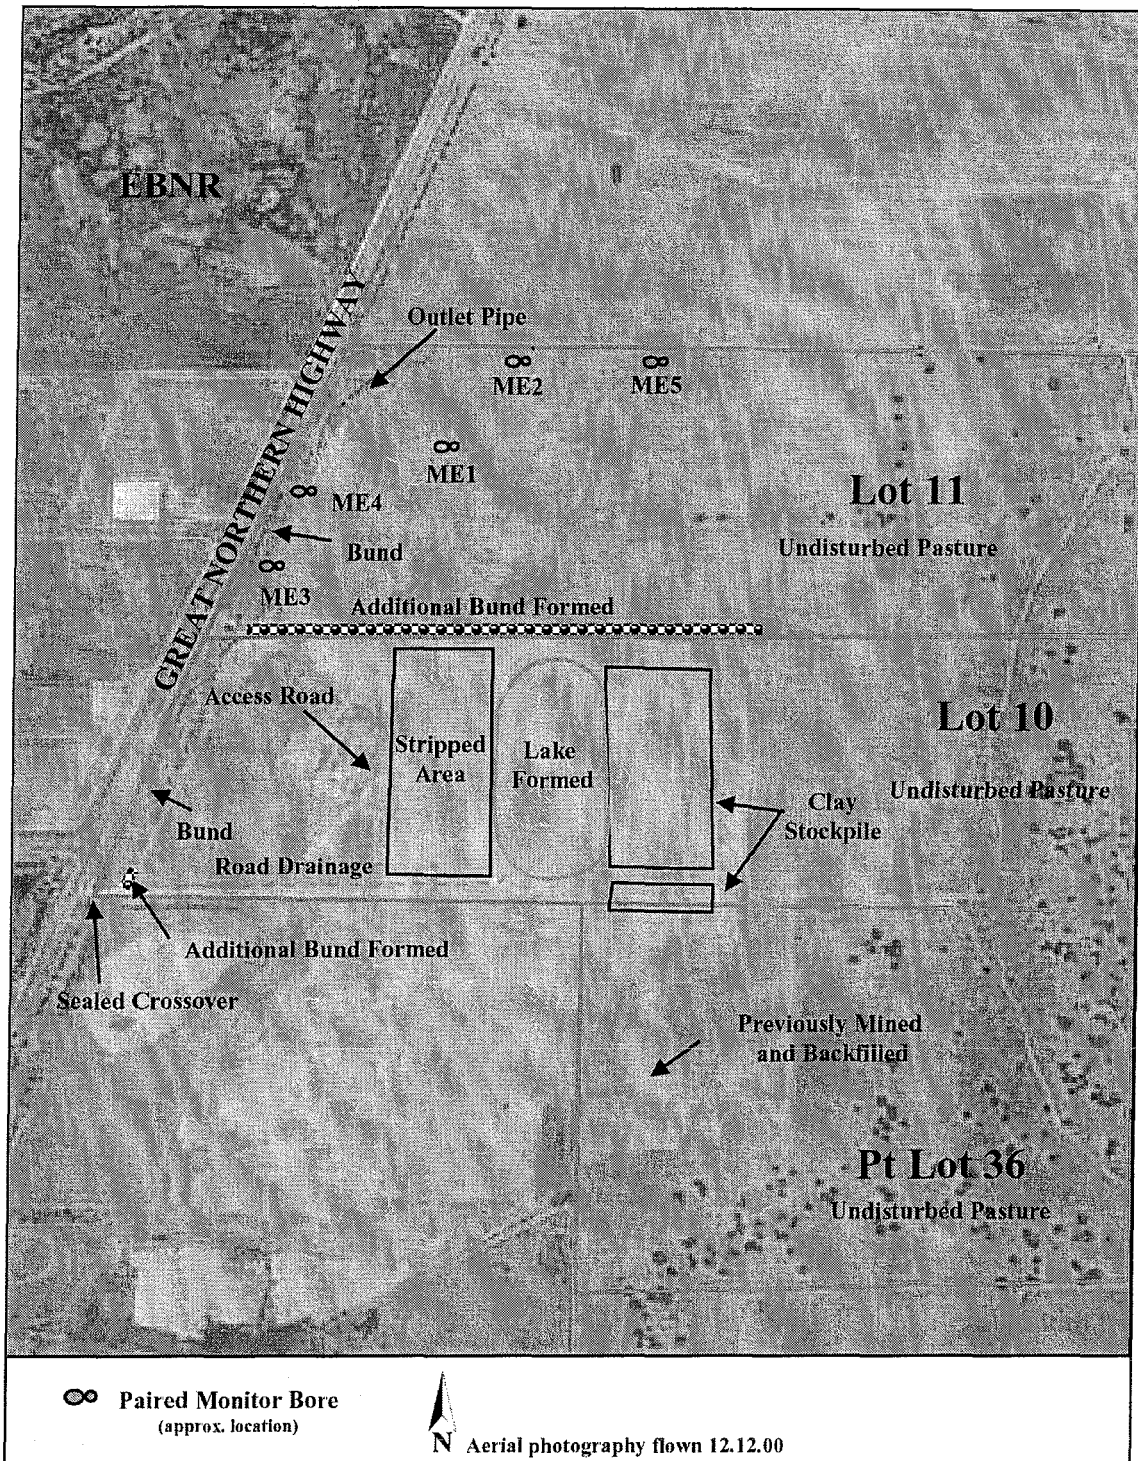 EBNR
GREAT NORTHERN HIGHWAY
Outlet Pipe
ME2
ME5
ME1
ME4
Lot 11
Undisturbed Pasture
Bund
ME3
Additional Bund Formed
Access Road
Stripped
Area
Lake
Formed
Lot 10
Undisturbed Pasture
Clay
Stockpile
Bund
Road Drainage
Additional Bund Formed
Sealed Crossover
Previously Mined
and Backfilled
Pt Lot 36
Undisturbed Pasture
Paired Monitor Bore
(approx. location)
N
Aerial photography flown 12.12.00